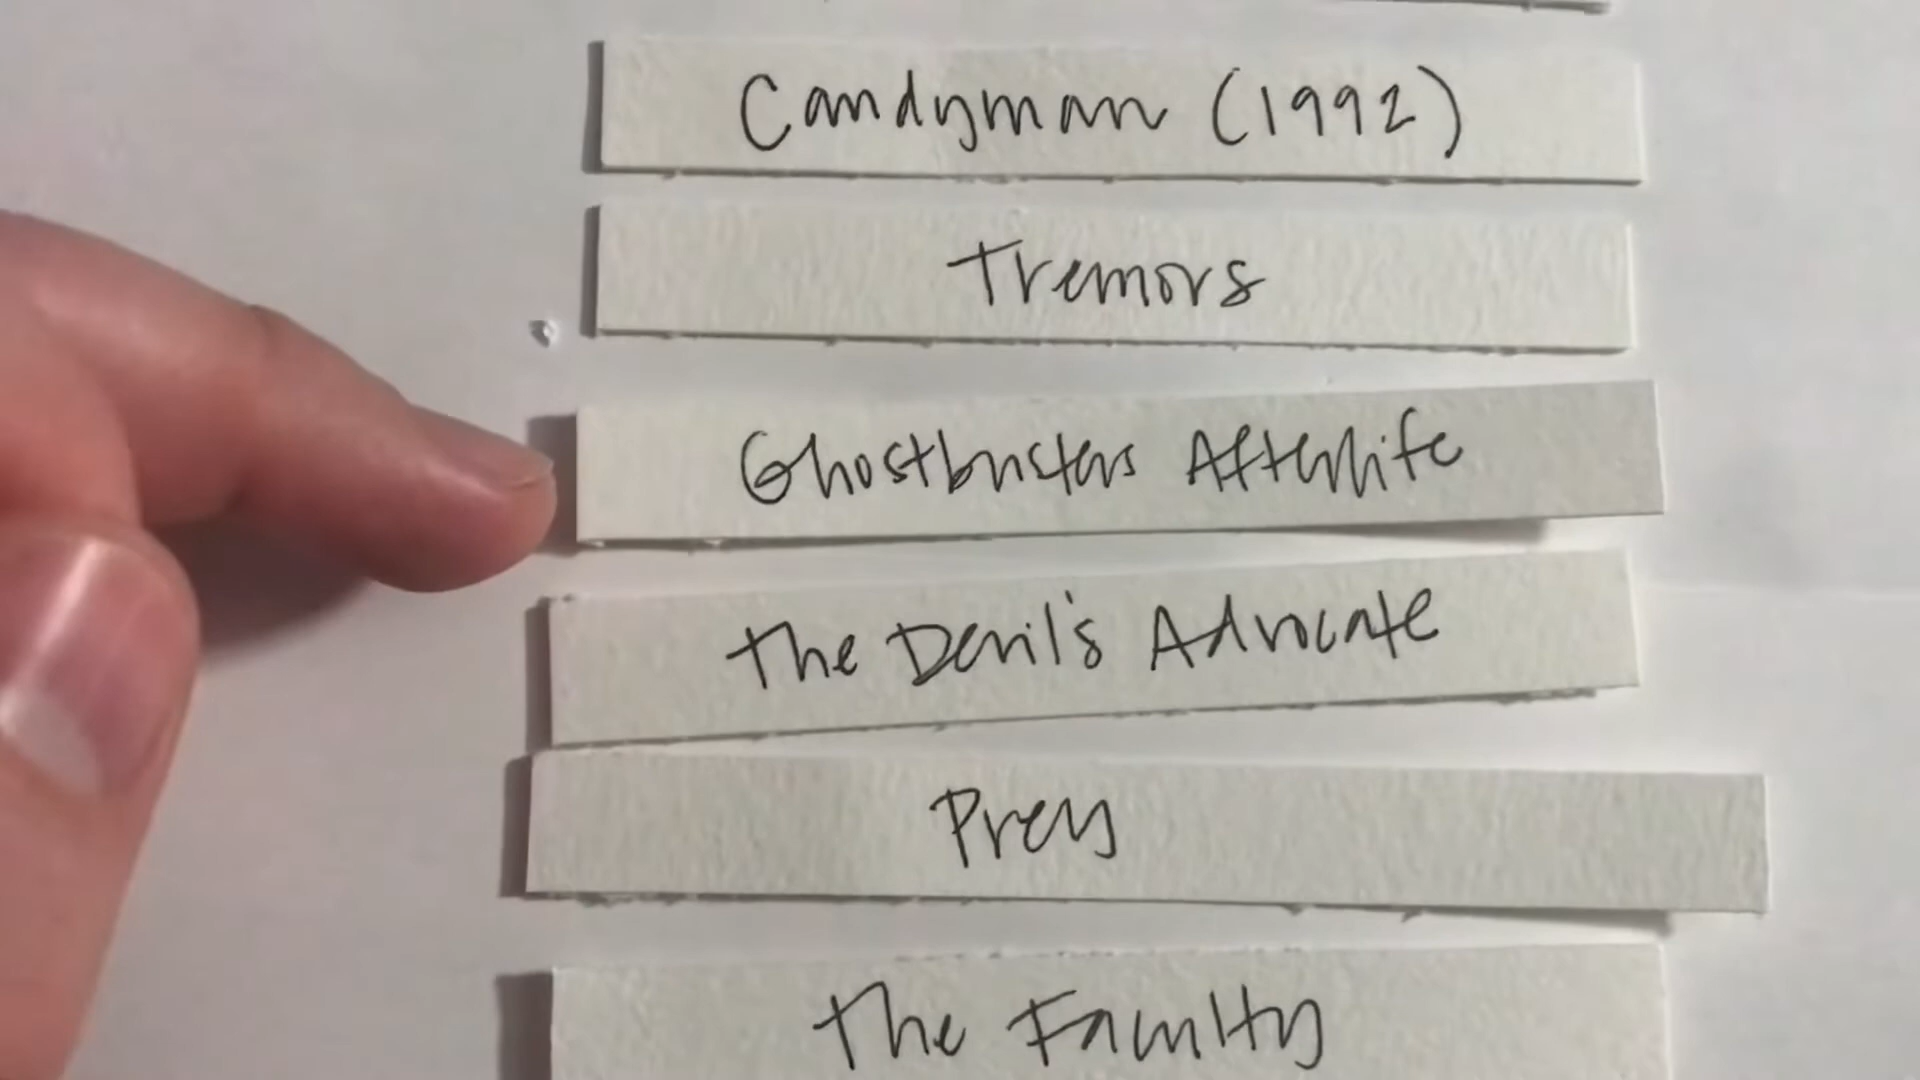 Candyman (1992)
Tremors
Ghostbusters Afterlife
The Devil's Advocate
Prey
The Faculty